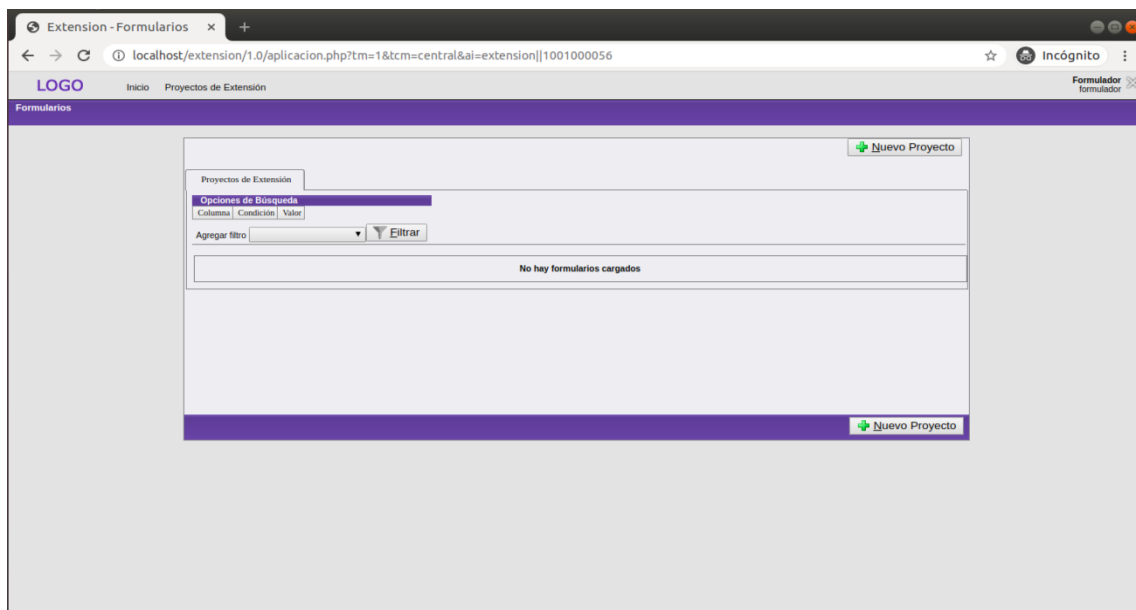 Extension - Formularios
localhost/extension/1.0/aplicacion.php?tm=1&tcm=central&ai=extension||1001000056
Incógnito
LOGO
Inicio Proyectos de Extensión
Formulador
formulador
Formularios
Nuevo Proyecto
Proyectos de Extensión
Opciones de Búsqueda
Columna Condición Valor
Agregar filtro
Filtrar
No hay formularios cargados
Nuevo Proyecto